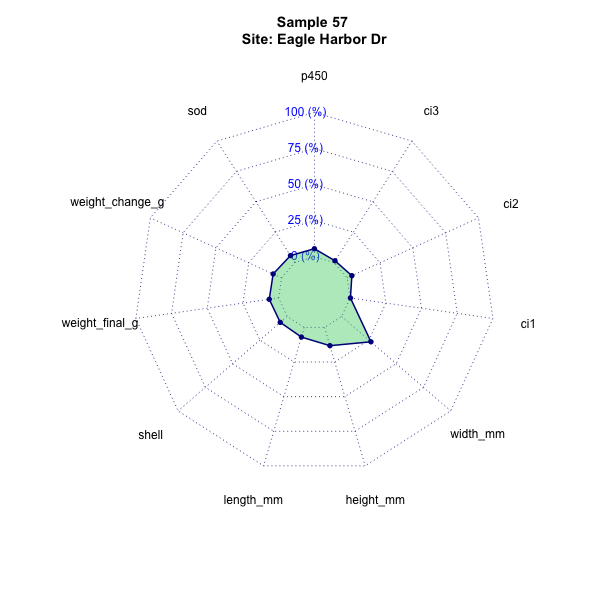 Sample 57
Site: Eagle Harbor Dr
p450
sod
ci3
100 (%)
75 (%)
weight_change_g
ci2
50 (%)
25 (%)
0 (%)
weight_final_g
ci1
shell
width_mm
length_mm
height_mm